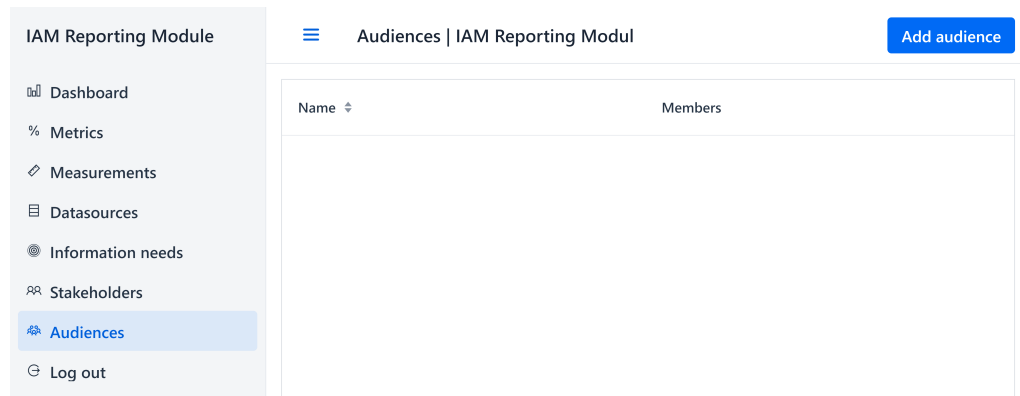 IAM Reporting Module
Audiences | IAM Reporting Modul
Add audience
Dashboard
Metrics
Measurements
Datasources
Information needs
Stakeholders
Audiences
Log out
Name
Members